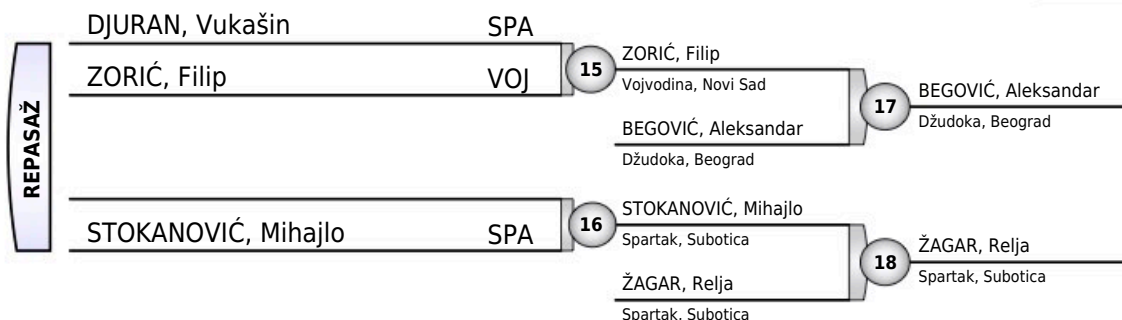 DJURAN, Vukašin SPA
ZORIĆ, Filip VOJ
REPASAŽ
STOKANOVIĆ, Mihajlo SPA
15
ZORIĆ, Filip
Vojvodina, Novi Sad
BEGOVIĆ, Aleksandar
Džudoka, Beograd
16
STOKANOVIĆ, Mihajlo
Spartak, Subotica
ŽAGAR, Relja
Spartak, Subotica
17
BEGOVIĆ, Aleksandar
Džudoka, Beograd
18
ŽAGAR, Relja
Spartak, Subotica